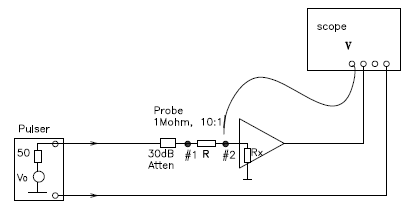 scope
V
Probe
1Mohm, 10:1
Pulser
50
Vo
30dB
Atten
#1
R
#2
Rx